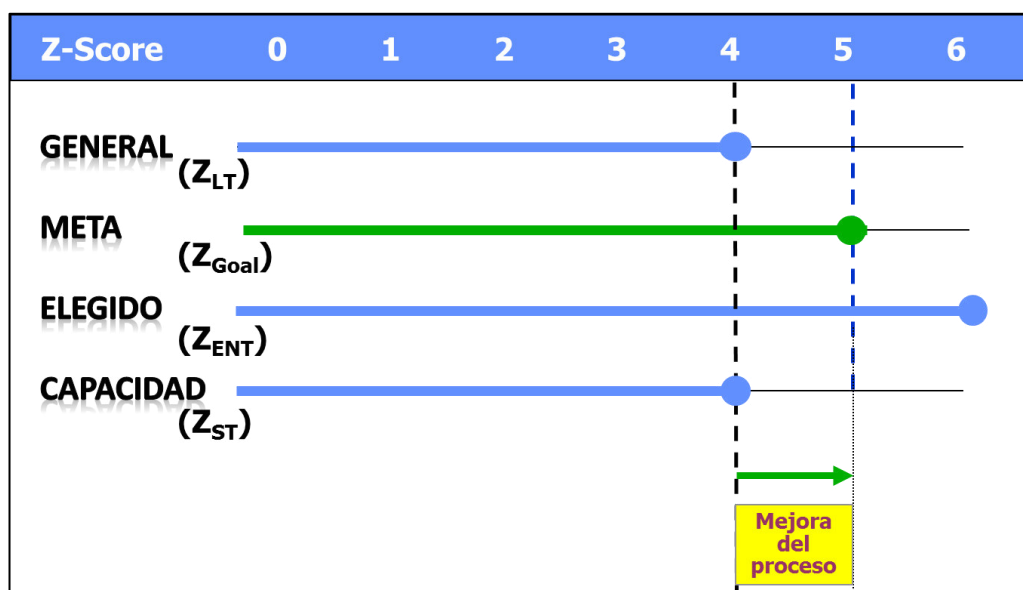 Z-Score 0 1 2 3 4 5 6
GENERAL
(ZLT)
META
(ZGoal)
ELEGIDO
(ZENT)
CAPACIDAD
(ZST)
Mejora
del
proceso